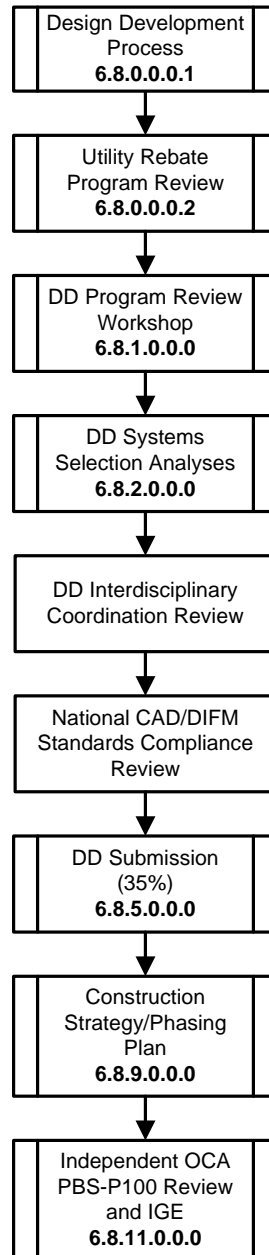 Design Development
Process
6.8.0.0.0.1
Utility Rebate
Program Review
6.8.0.0.0.2
DD Program Review
Workshop
6.8.1.0.0.0
DD Systems
Selection Analyses
6.8.2.0.0.0
DD Interdisciplinary
Coordination Review
National CAD/DIFM
Standards Compliance
Review
DD Submission
(35%)
6.8.5.0.0.0
Construction
Strategy/Phasing
Plan
6.8.9.0.0.0
Independent OCA
PBS-P100 Review
and IGE
6.8.11.0.0.0